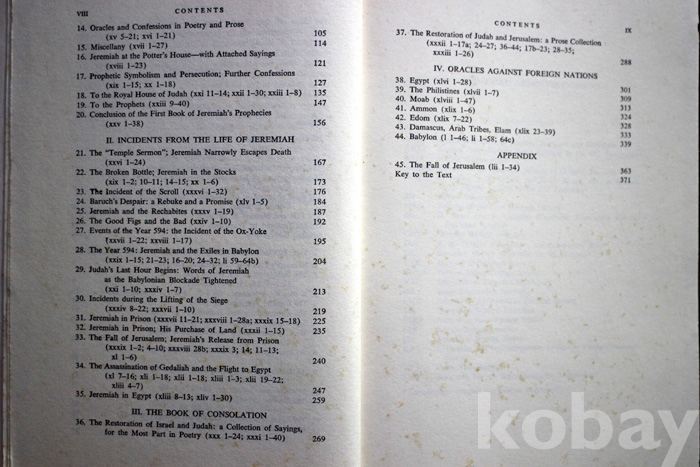 VIII CONTENTS
14. Oracles and Confessions in Poetry and Prose
(xv 5-21; xvi 1-21) 105
15. Miscellany (xvii 1-27) 114
16. Jeremiah at the Potter's House—with Attached Sayings
(xviii 1-23) 121
17. Prophetic Symbolism and Persecution; Further Confessions
(xix 1-15; xx 1-18) 127
18. To the Royal House of Judah (xxi 11-14; xxii 1-30; xxiii 1-8) 135
19. To the Prophets (xxiii 9-40) 147
20. Conclusion of the First Book of Jeremiah's Prophecies
(xxv 1-38) 156
II. INCIDENTS FROM THE LIFE OF JEREMIAH
21. The "Temple Sermon"; Jeremiah Narrowly Escapes Death
(xxvi 1-24) 167
22. The Broken Bottle; Jeremiah in the Stocks
(xix 1-2; 10-11; 14-15; xx 1-6) 173
23. The Incident of the Scroll (xxxvi 1-32) 176
24. Baruch's Despair: a Rebuke and a Promise (xlv 1-5) 184
25. Jeremiah and the Rechabites (xxxv 1-19) 187
26. The Good Figs and the Bad (xxiv 1-10) 192
27. Events of the Year 594: the Incident of the Ox-Yoke
(xxvii 1-22; xxviii 1-17) 195
28. The Year 594: Jeremiah and the Exiles in Babylon
(xxix 1-15; 21-23; 16-20; 24-32; li 59-64b) 204
29. Judah's Last Hour Begins: Words of Jeremiah
as the Babylonian Blockade Tightened
(xxi 1-10; xxxiv 1-7) 213
30. Incidents during the Lifting of the Siege
(xxxiv 8-22; xxxvii 1-10) 219
31. Jeremiah in Prison (xxxvii 11-21; xxxviii 1-28a; xxxix 15-18) 225
32. Jeremiah in Prison; His Purchase of Land (xxxii 1-15) 235
33. The Fall of Jerusalem; Jeremiah's Release from Prison
(xxxix 1-2; 4-10; xxxviii 28b; xxxix 3; 14; 11-13;
xl 1-6) 240
34. The Assassination of Gedaliah and the Flight to Egypt
(xl 7-16; xli 1-18; xlii 1-18; xliii 1-3; xlii 19-22;
xliii 4-7) 247
35. Jeremiah in Egypt (xliii 8-13; xliv 1-30) 259
III. THE BOOK OF CONSOLATION
36. The Restoration of Israel and Judah: a Collection of Sayings,
for the Most Part in Poetry (xxx 1-24; xxxi 1-40) 269
CONTENTS IX
37. The Restoration of Judah and Jerusalem: a Prose Collection
(xxxii 1-17a; 24-27; 36-44; 17b-23; 28-35;
xxxiii 1-26) 288
IV. ORACLES AGAINST FOREIGN NATIONS
38. Egypt (xlvi 1-28) 301
39. The Philistines (xlvii 1-7) 309
40. Moab (xlviii 1-47) 313
41. Ammon (xlix 1-6) 324
42. Edom (xlix 7-22) 328
43. Damascus, Arab Tribes, Elam (xlix 23-39) 333
44. Babylon (l 1-46; li 1-58; 64c) 339
APPENDIX
45. The Fall of Jerusalem (lii 1-34) 363
Key to the Text 371
kobay